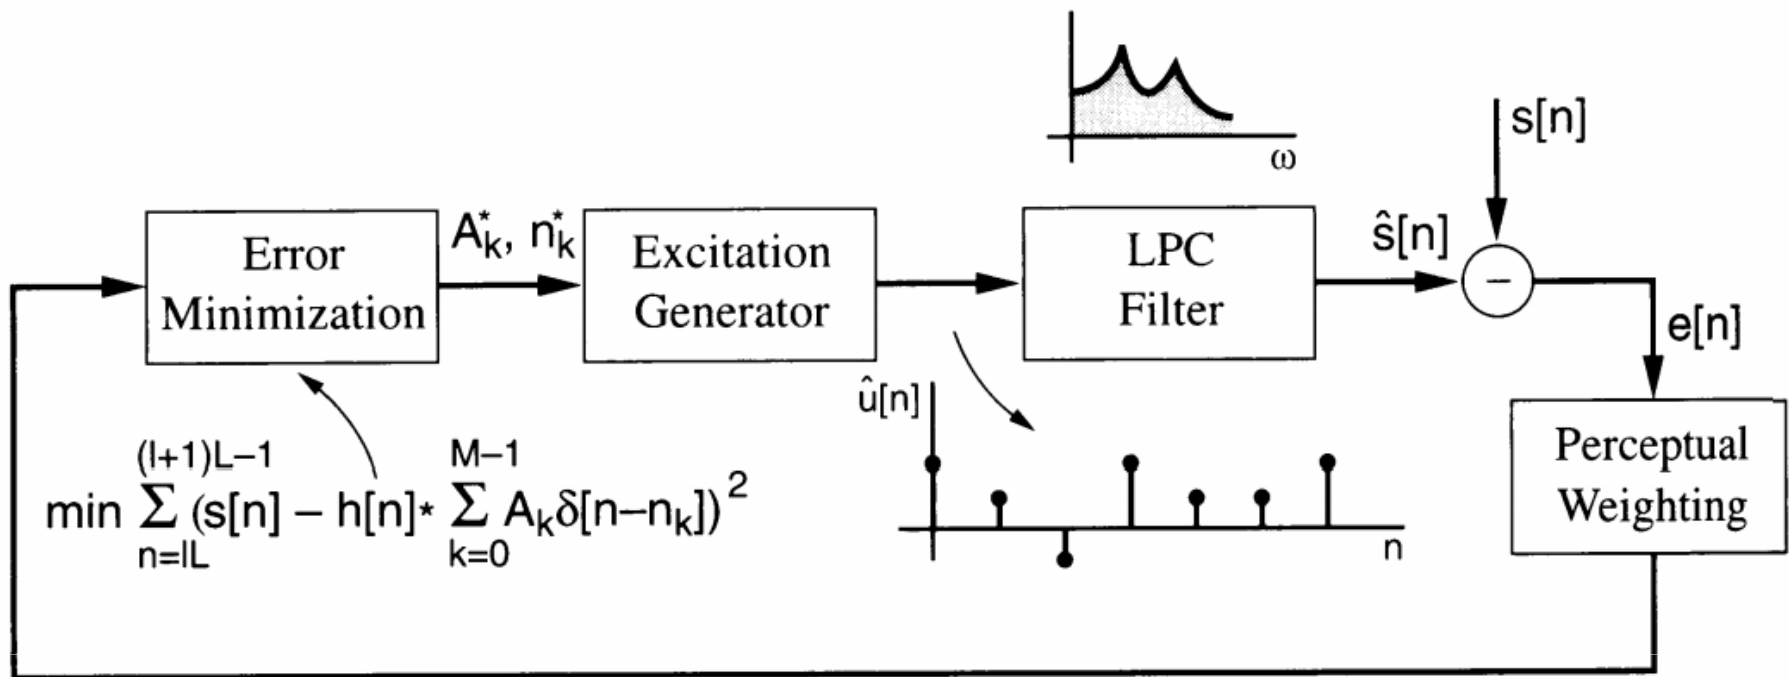 ω
s[n]
Error
Minimization
A*k, n*k
Excitation
Generator
LPC
Filter
ŝ[n]
−
e[n]
Perceptual
Weighting
û[n]
n
(l+1)L−1 M−1
min Σ (s[n] − h[n]* Σ Akδ[n−nk])²
n=lL k=0